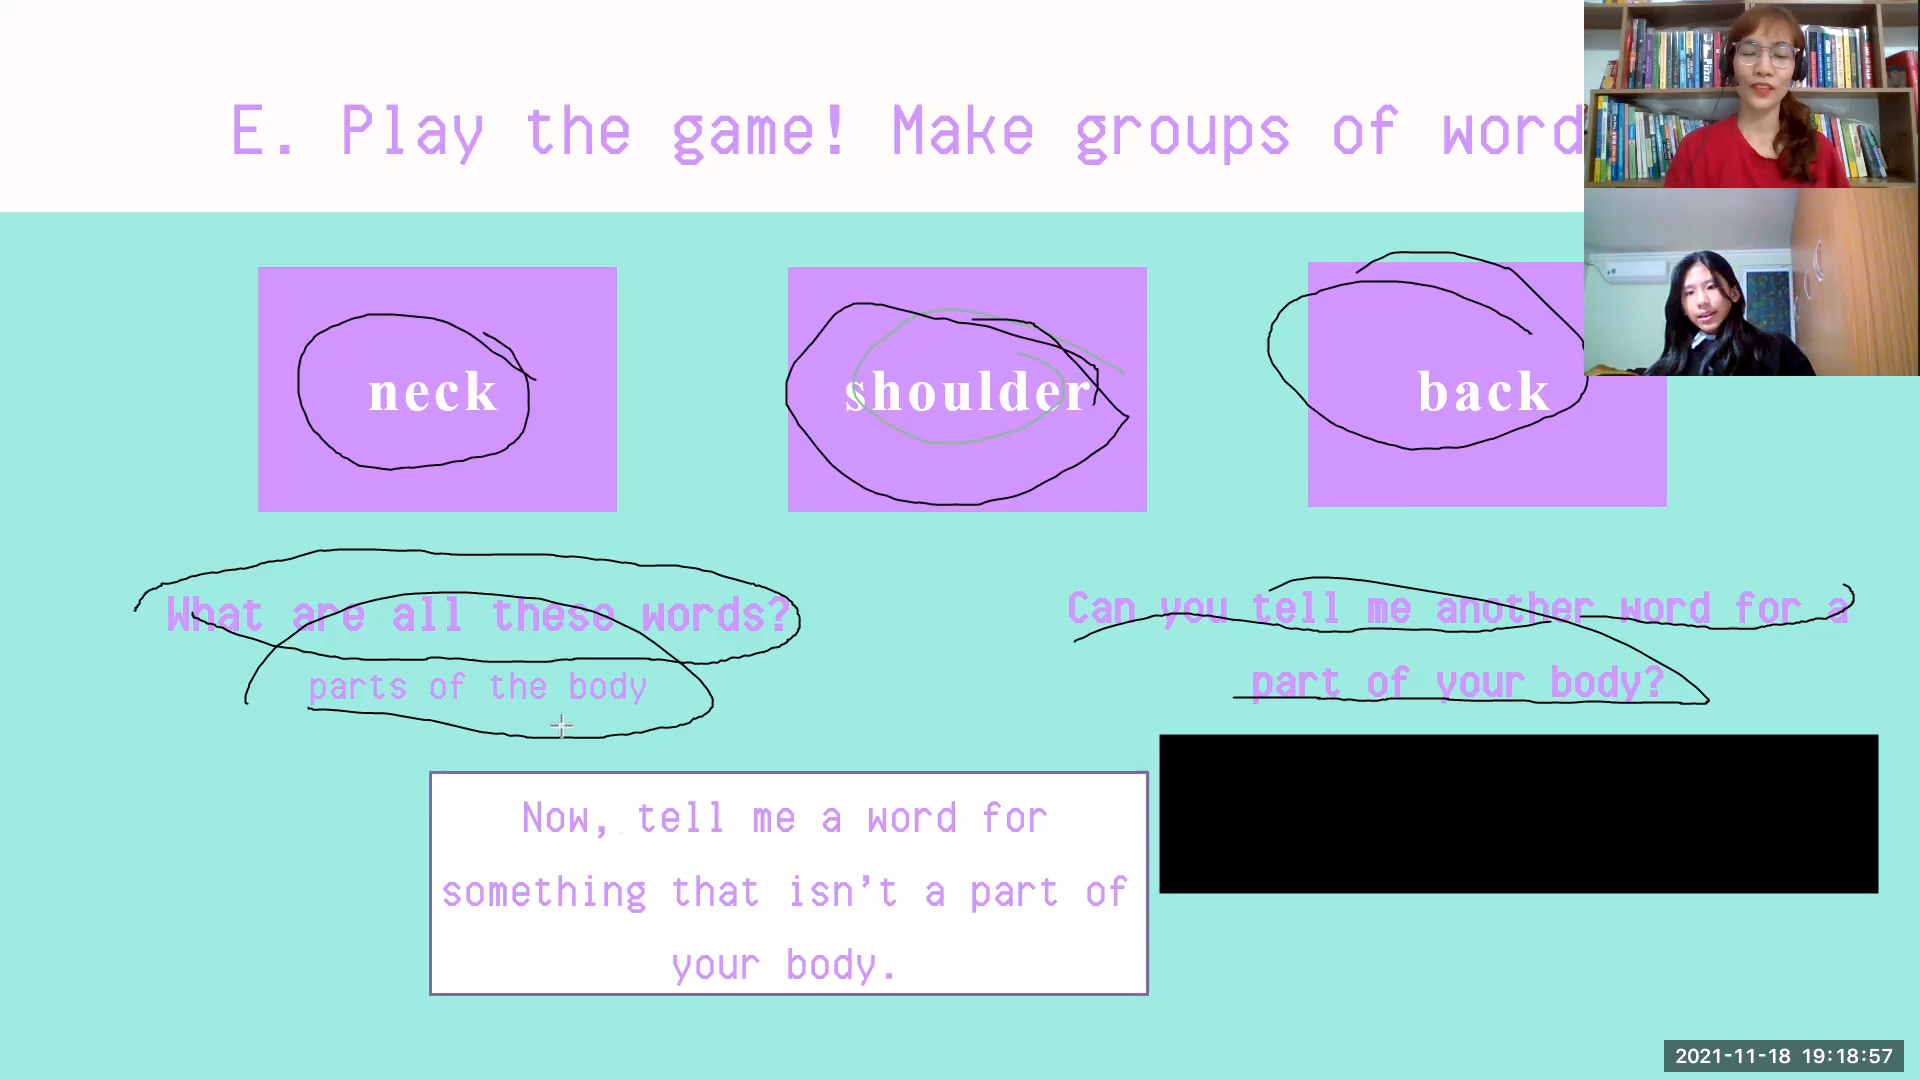 E. Play the game! Make groups of word
neck
shoulder
back
What are all these words?
parts of the body
Can you tell me another word for a
part of your body?
Now, tell me a word for
something that isn't a part of
your body.
2021-11-18 19:18:57